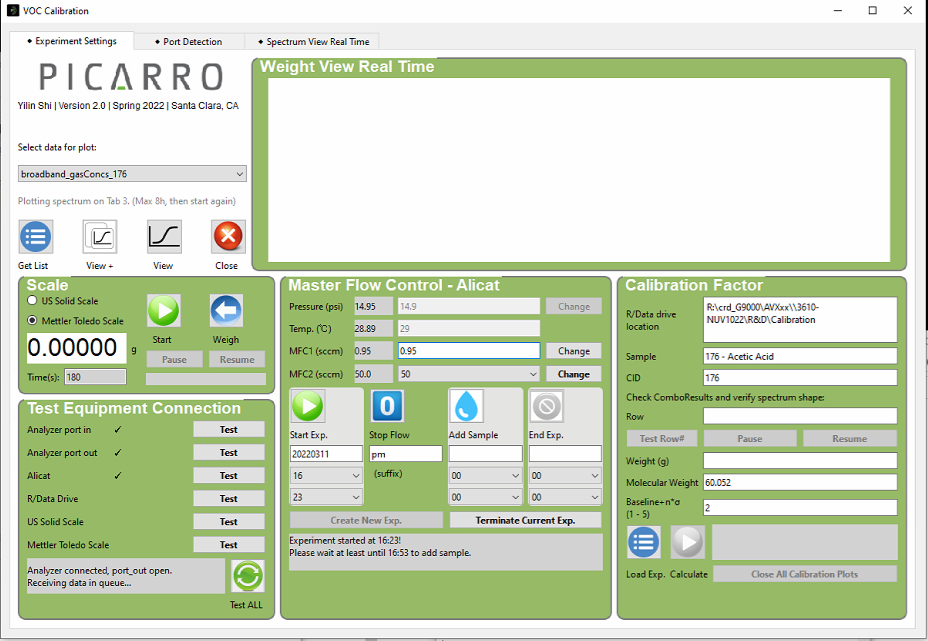 VOC Calibration
Experiment Settings
Port Detection
Spectrum View Real Time
PICARRO
Yilin Shi | Version 2.0 | Spring 2022 | Santa Clara, CA
Select data for plot:
broadband_gasConcs_176
Plotting spectrum on Tab 3. (Max 8h, then start again)
Get List
View +
View
Close
Weight View Real Time
Scale
US Solid Scale
Mettler Toledo Scale
0.00000 g
Time(s): 180
Start
Weigh
Pause
Resume
Test Equipment Connection
Analyzer port in ✓ Test
Analyzer port out ✓ Test
Alicat ✓ Test
R/Data Drive Test
US Solid Scale Test
Mettler Toledo Scale Test
Analyzer connected, port_out open.
Receiving data in queue...
Test ALL
Master Flow Control - Alicat
Pressure (psi) 14.95 14.9 Change
Temp. (℃) 28.89 29
MFC1 (sccm) 0.95 0.95 Change
MFC2 (sccm) 50.0 50 Change
0
Start Exp. Stop Flow Add Sample End Exp.
20220311 pm
16 (suffix) 00 00
23 00 00
Create New Exp. Terminate Current Exp.
Experiment started at 16:23!
Please wait at least until 16:53 to add sample.
Calibration Factor
R/Data drive
location
R:\crd_G9000\AVXxx\\3610-
NUV1022\R&D\Calibration
Sample 176 - Acetic Acid
CID 176
Check ComboResults and verify spectrum shape:
Row
Test Row# Pause Resume
Weight (g)
Molecular Weight 60.052
Baseline+n*σ
(1 - 5)
2
Load Exp. Calculate
Close All Calibration Plots